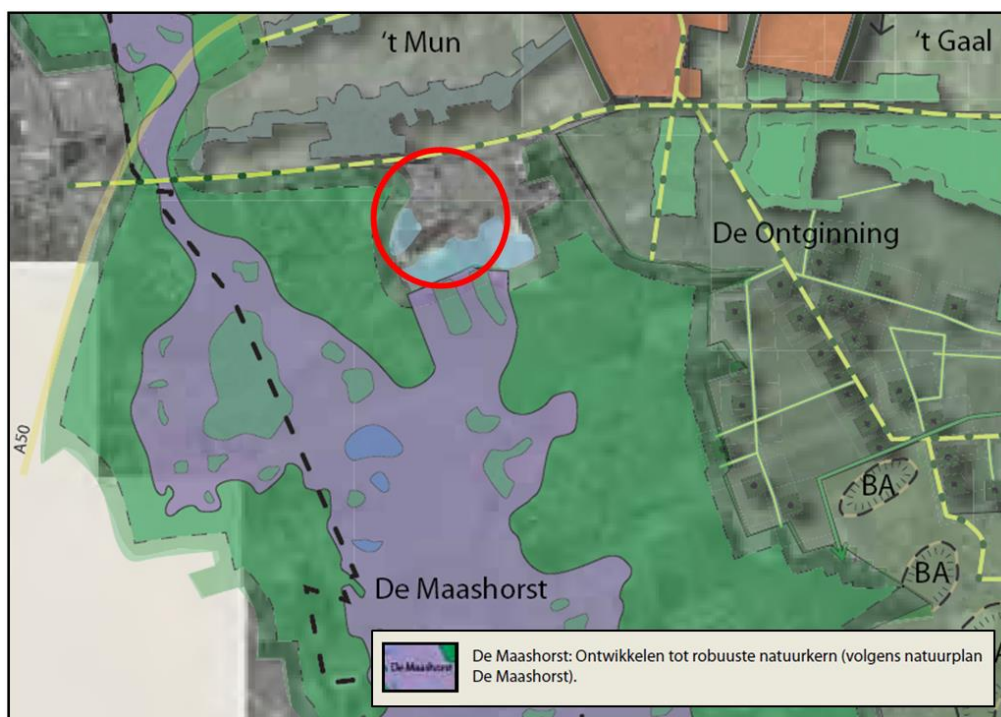 't Mun
't Gaal
De Ontginning
A50
BA
BA
De Maashorst
De Maashorst
De Maashorst: Ontwikkelen tot robuuste natuurkern (volgens natuurplan
De Maashorst).